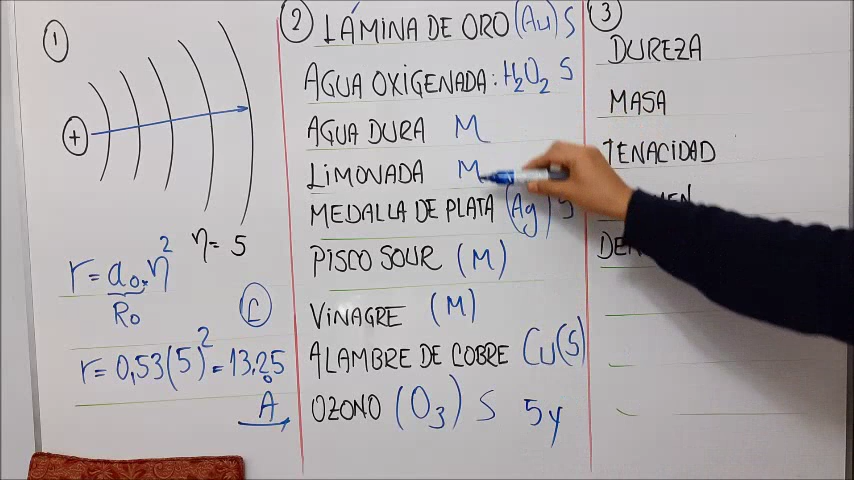 1
+
η = 5
r = a₀·η²
R₀
C
r = 0,53(5)² = 13,25
Å
2
LÁMINA DE ORO (Au) S
AGUA OXIGENADA: H₂O₂ S
AGUA DURA M
LIMONADA M
MEDALLA DE PLATA (Ag) S
PISCO SOUR (M)
VINAGRE (M)
ALAMBRE DE COBRE Cu(S)
OZONO (O₃) S 5y
3
DUREZA
MASA
TENACIDAD